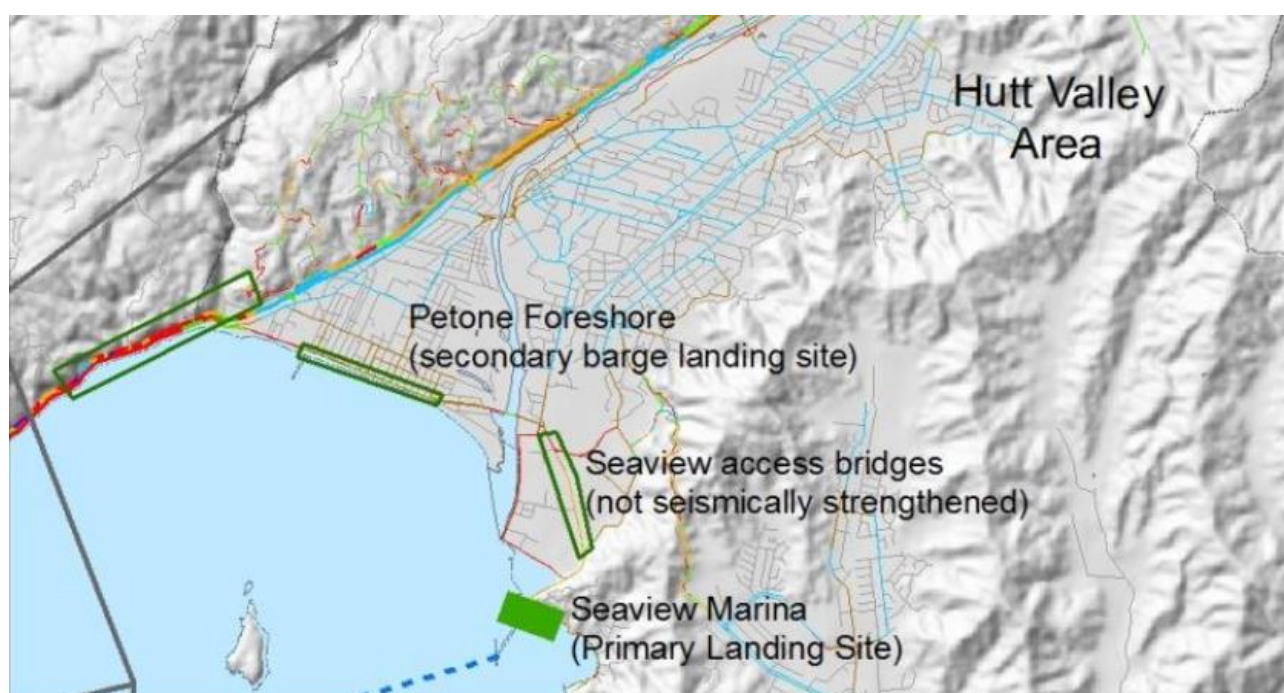 Hutt Valley
Area
Petone Foreshore
(secondary barge landing site)
Seaview access bridges
(not seismically strengthened)
Seaview Marina
(Primary Landing Site)